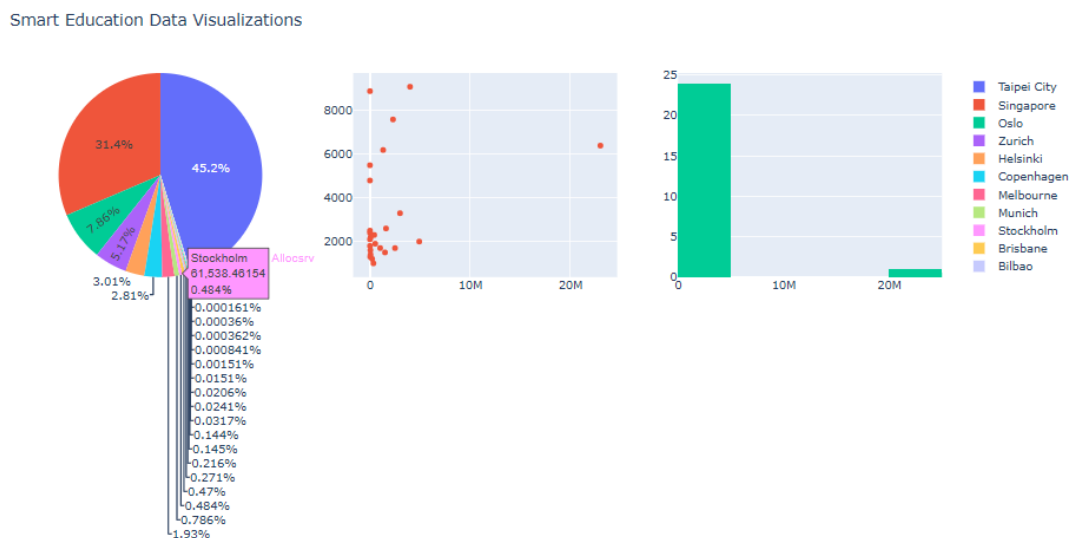 Smart Education Data Visualizations
45.2%
31.4%
7.86%
5.17%
3.01%
2.81%
Stockholm
61,538.46154
0.484%
Allocsrv
0.000161%
0.00036%
0.000362%
0.000841%
0.00151%
0.0151%
0.0206%
0.0241%
0.0317%
0.144%
0.145%
0.216%
0.271%
0.47%
0.484%
0.786%
1.93%
8000
6000
4000
2000
0
10M
20M
25
20
15
10
5
0
0
10M
20M
Taipei City
Singapore
Oslo
Zurich
Helsinki
Copenhagen
Melbourne
Munich
Stockholm
Brisbane
Bilbao